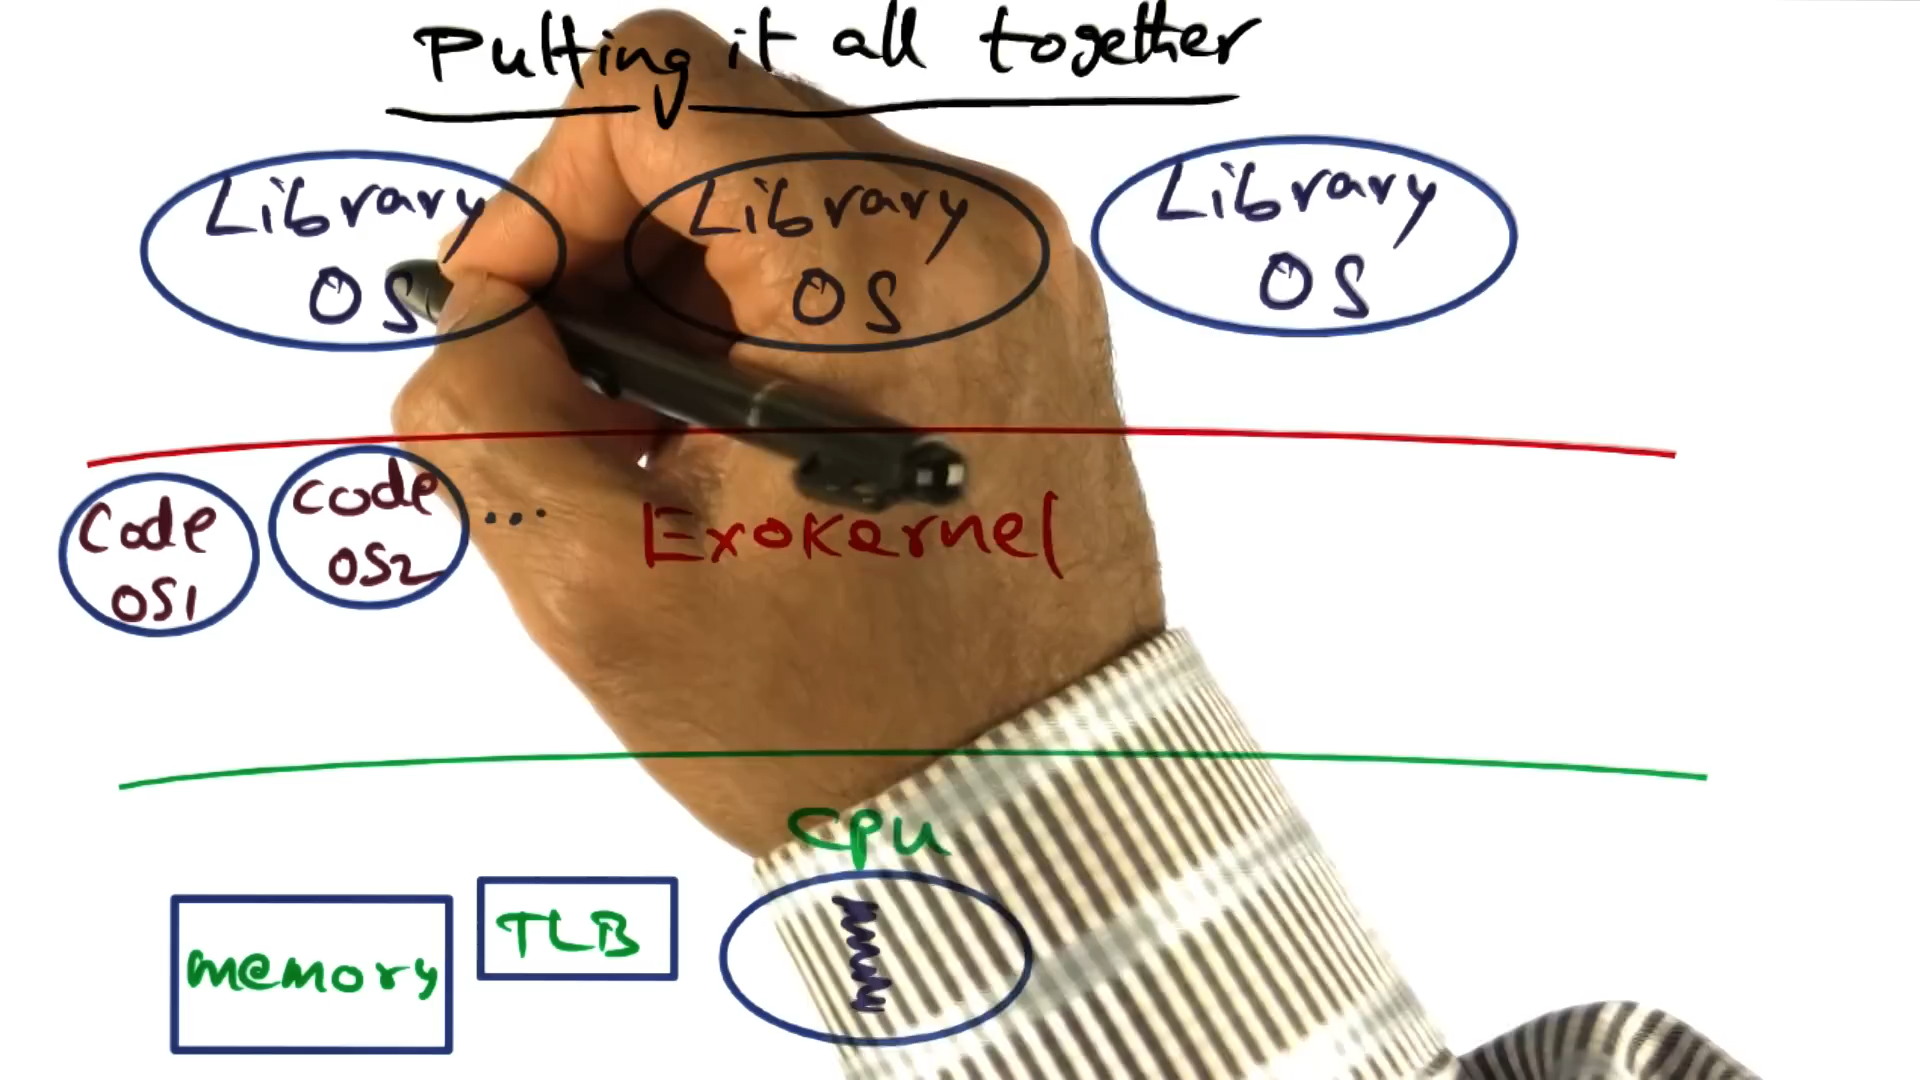 Putting it all together
Library OS
Library OS
Library OS
Code OS1
Code OS2
...
Exokernel
CPU
memory
TLB